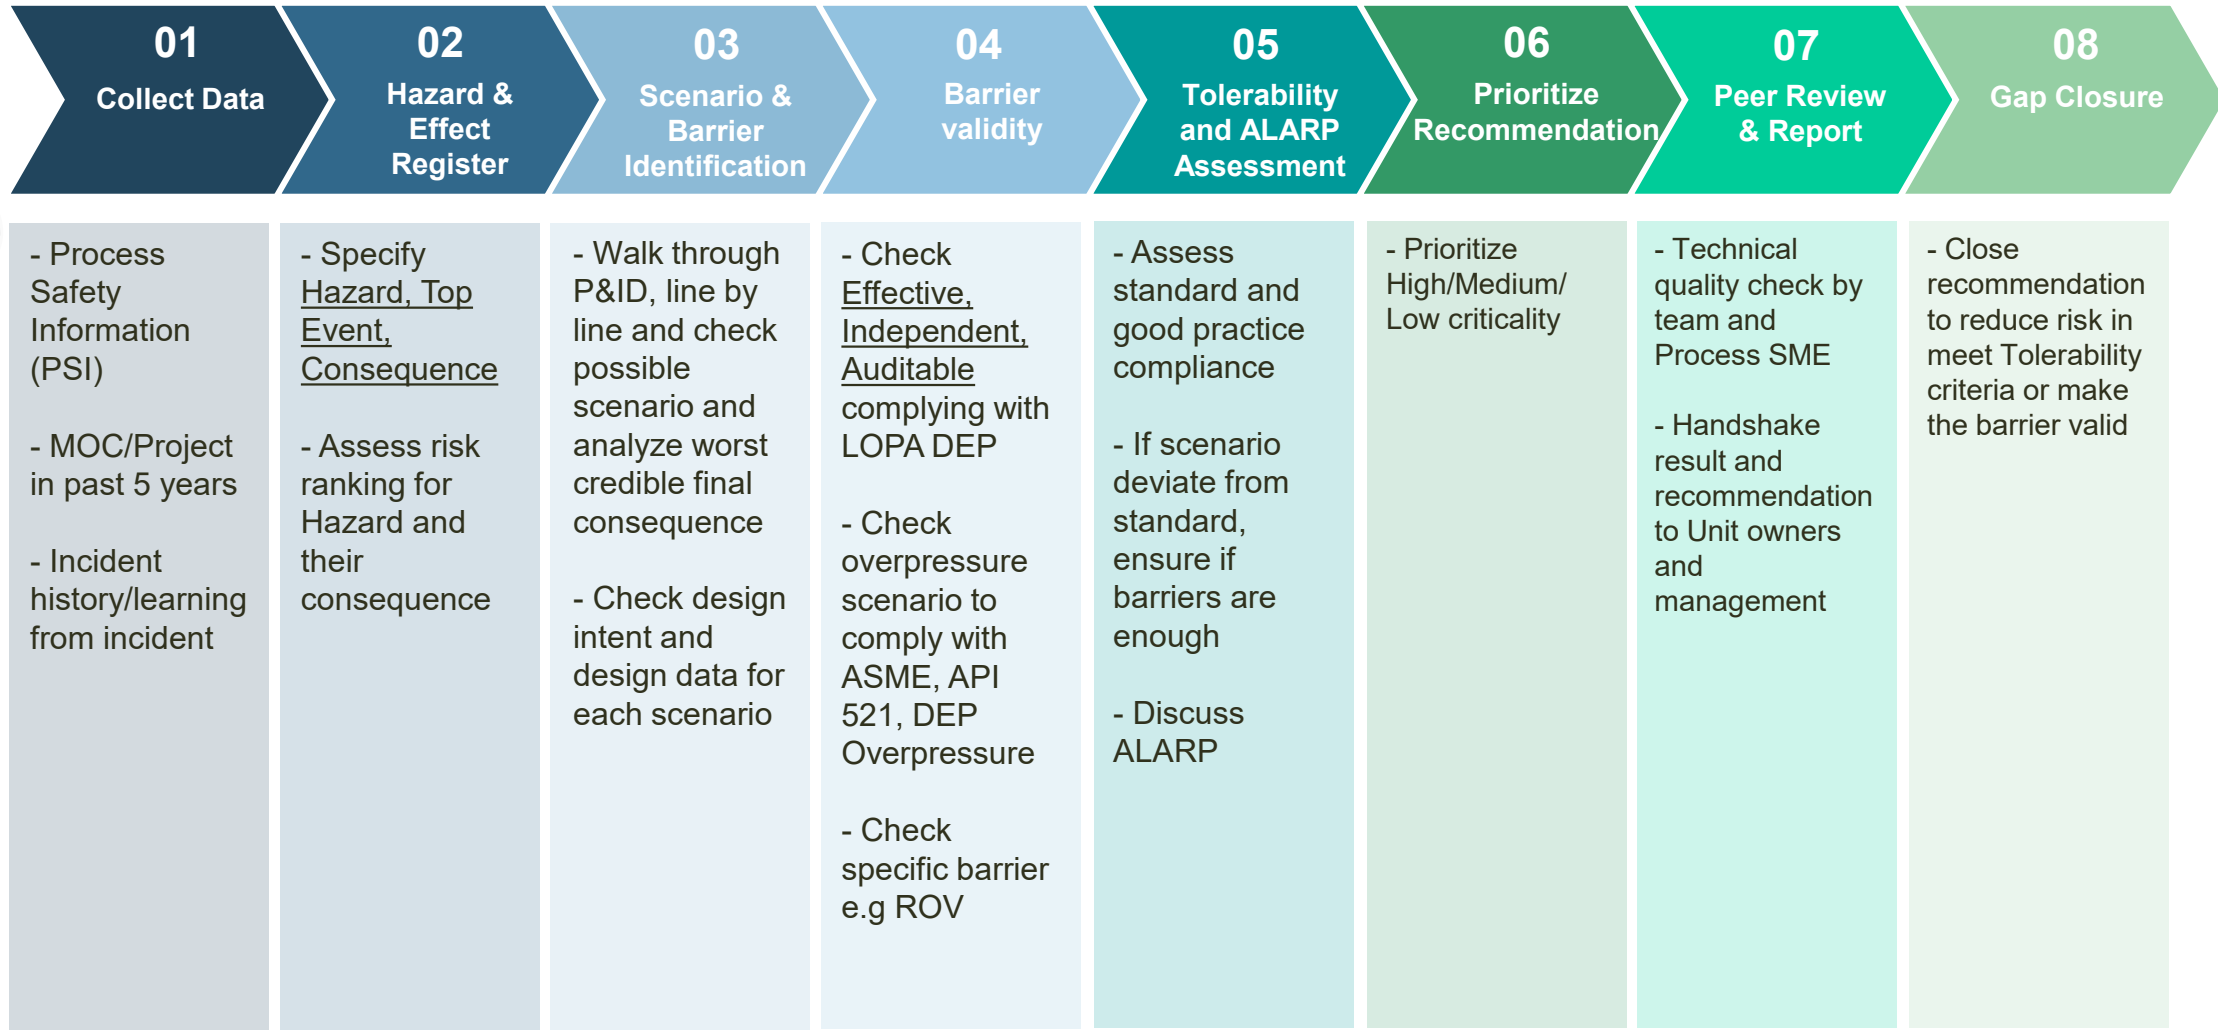 01
Collect Data
02
Hazard &
Effect
Register
03
Scenario &
Barrier
Identification
04
Barrier
validity
05
Tolerability
and ALARP
Assessment
06
Prioritize
Recommendation
07
Peer Review
& Report
08
Gap Closure
- Process
Safety
Information
(PSI)
- MOC/Project
in past 5 years
- Incident
history/learning
from incident
- Specify
Hazard, Top
Event,
Consequence
- Assess risk
ranking for
Hazard and
their
consequence
- Walk through
P&ID, line by
line and check
possible
scenario and
analyze worst
credible final
consequence
- Check design
intent and
design data for
each scenario
- Check
Effective,
Independent,
Auditable
complying with
LOPA DEP
- Check
overpressure
scenario to
comply with
ASME, API
521, DEP
Overpressure
- Check
specific barrier
e.g ROV
- Assess
standard and
good practice
compliance
- If scenario
deviate from
standard,
ensure if
barriers are
enough
- Discuss
ALARP
- Prioritize
High/Medium/
Low criticality
- Technical
quality check by
team and
Process SME
- Handshake
result and
recommendation
to Unit owners
and
management
- Close
recommendation
to reduce risk in
meet Tolerability
criteria or make
the barrier valid